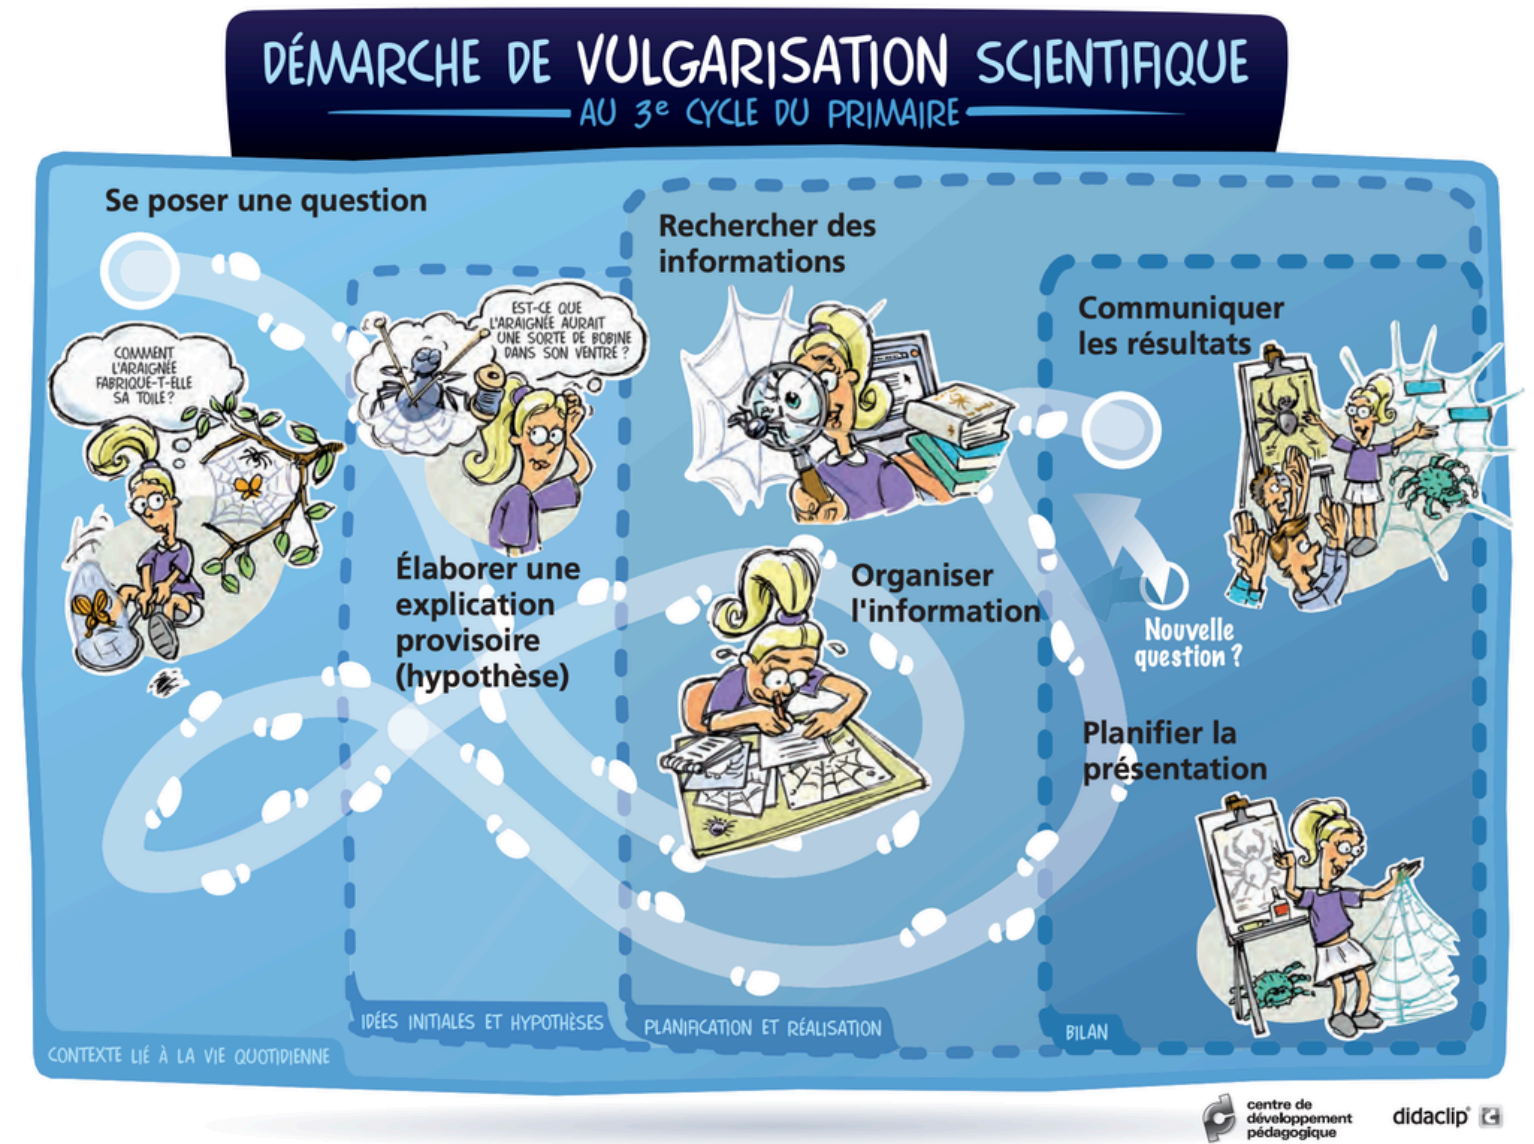 DÉMARCHE DE VULGARISATION SCIENTIFIQUE
AU 3e CYCLE DU PRIMAIRE
Se poser une question
COMMENT
L'ARAIGNÉE
FABRIQUE-T-ELLE
SA TOILE?
EST-CE QUE
L'ARAIGNÉE AURAIT
UNE SORTE DE BOBINE
DANS SON VENTRE?
Élaborer une
explication
provisoire
(hypothèse)
Rechercher des
informations
Organiser
l'information
Communiquer
les résultats
Nouvelle
question ?
Planifier la
présentation
CONTEXTE LIÉ À LA VIE QUOTIDIENNE
IDÉES INITIALES ET HYPOTHÈSES
PLANIFICATION ET RÉALISATION
BILAN
centre de
développement
pédagogique
didaclip